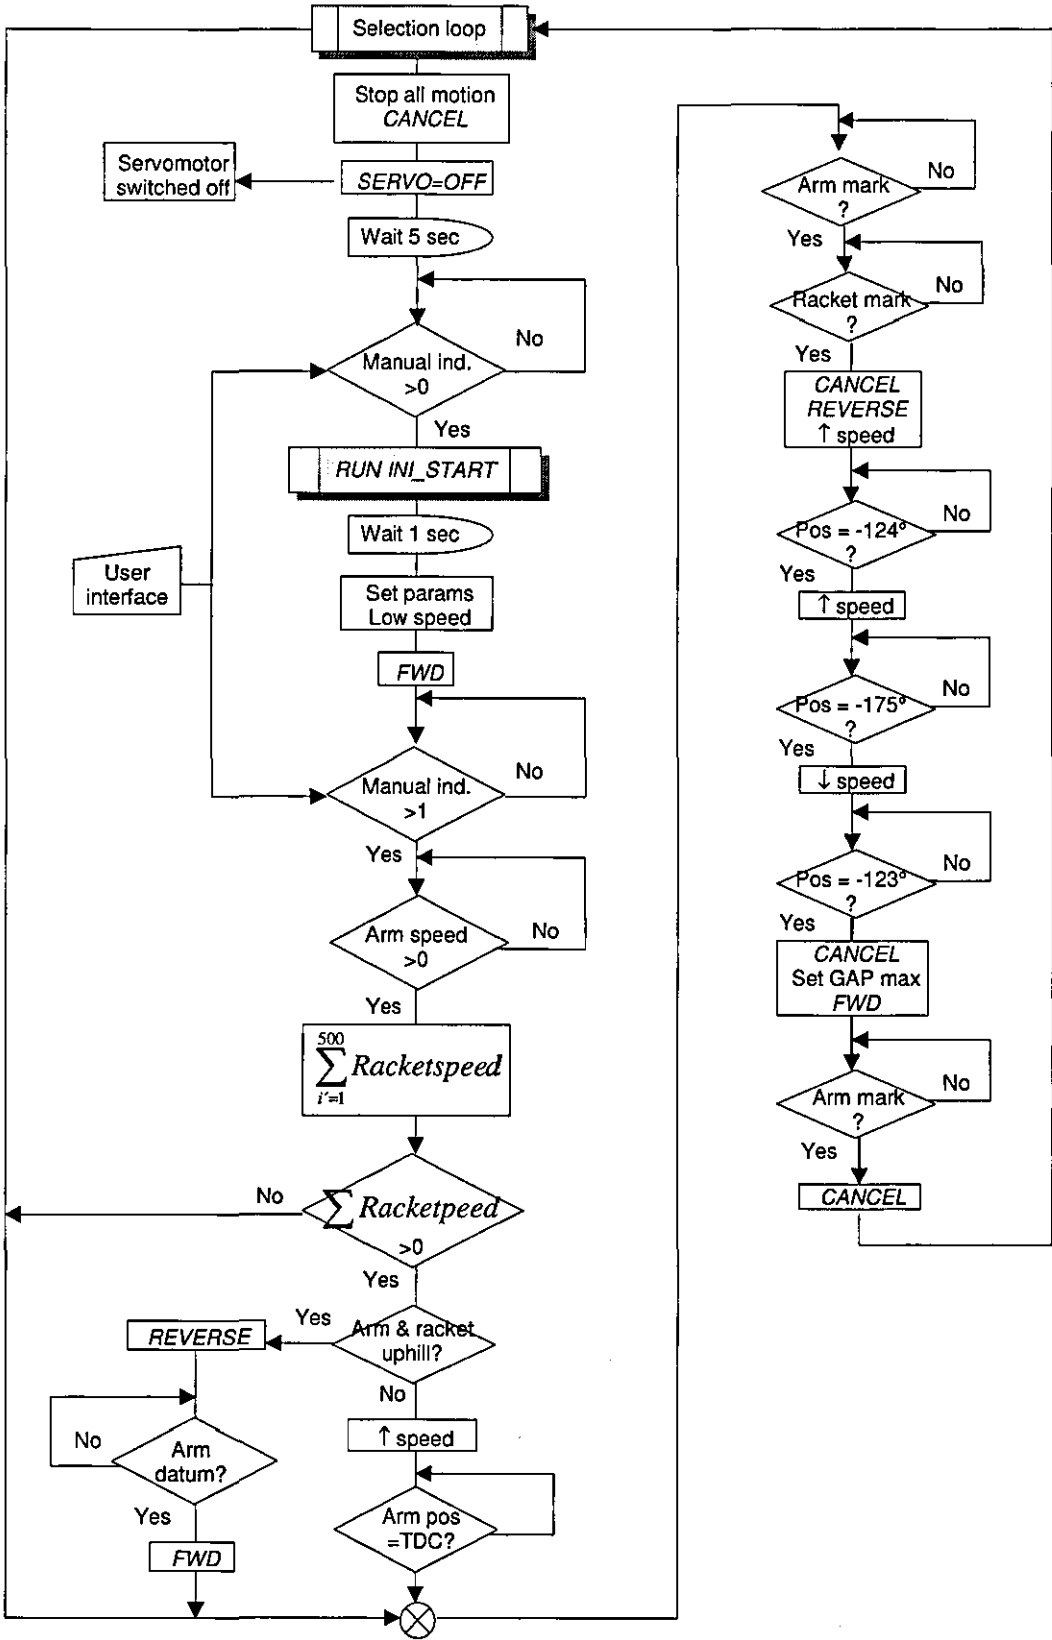 Selection loop
Stop all motion
CANCEL
Servomotor
switched off
SERVO=OFF
Wait 5 sec
No
Manual ind.
>0
Yes
RUN INI_START
Wait 1 sec
User
interface
Set params
Low speed
FWD
No
Manual ind.
>1
Yes
No
Arm speed
>0
Yes
500
∑ Racketspeed
i'=1
No
∑ Racketpeed
>0
Yes
Yes
Arm & racket
uphill?
REVERSE
No
No
Arm
datum?
↑ speed
Yes
Arm pos
=TDC?
FWD
No
Arm mark
?
Yes
No
Racket mark
?
Yes
CANCEL
REVERSE
↑ speed
No
Pos = -124º
?
Yes
↑ speed
No
Pos = -175º
?
Yes
↓ speed
No
Pos = -123º
?
Yes
CANCEL
Set GAP max
FWD
No
Arm mark
?
Yes
CANCEL